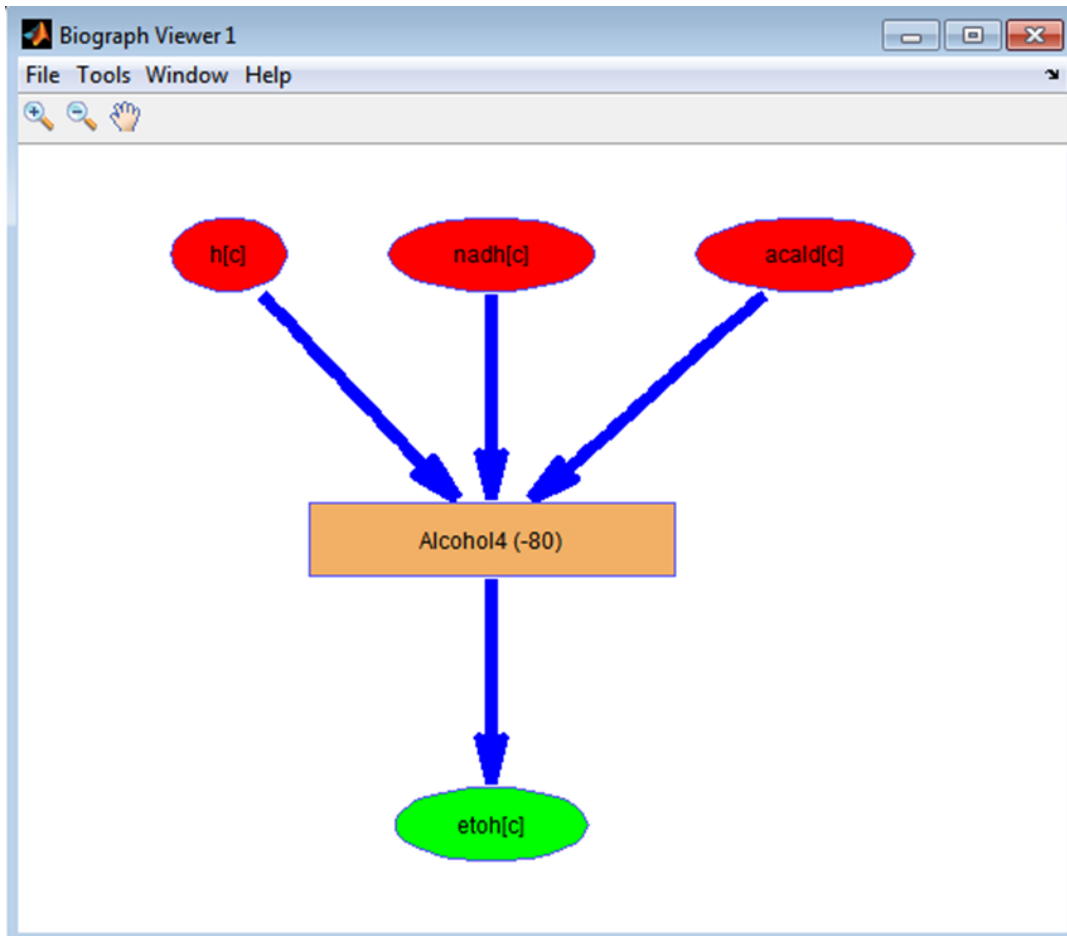 Biograph Viewer 1
File Tools Window Help
h[c] nadh[c] acald[c]
Alcohol4 (-80)
etoh[c]